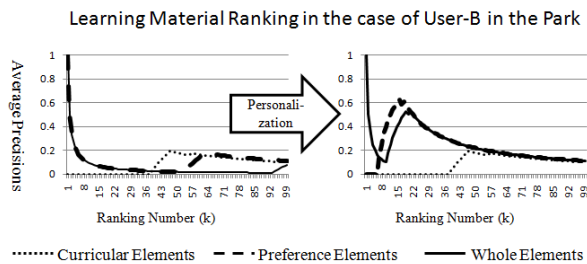 Learning Material Ranking in the case of User-B in the Park
Average Precisions
1
0.8
0.6
0.4
0.2
0
1 8 15 22 29 36 43 50 57 64 71 78 85 92 99
Ranking Number (k)
Personali-
zation
1
0.8
0.6
0.4
0.2
0
1 8 15 22 29 36 43 50 57 64 71 78 85 92 99
Ranking Number (k)
Curricular Elements Preference Elements Whole Elements